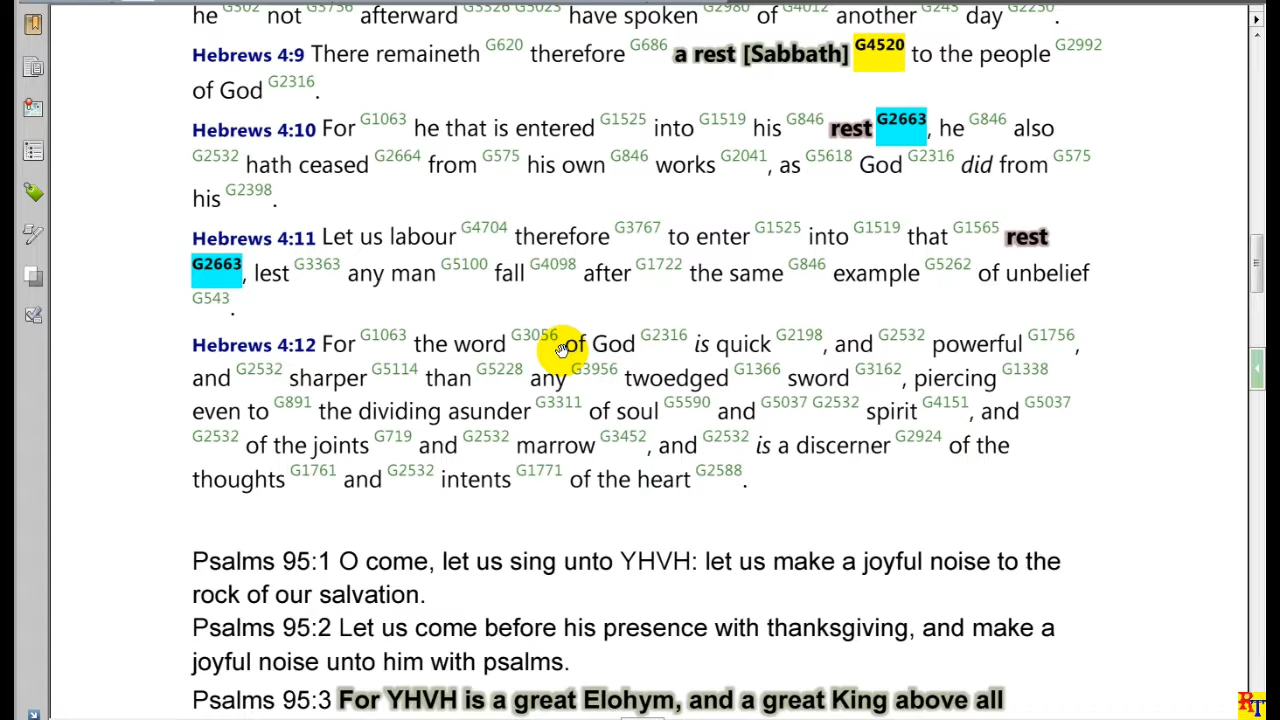 he G302 not G3756 afterward G3326 G5023 have spoken G2980 of G4012 another G243 day G2250 .
Hebrews 4:9 There remaineth G620 therefore G686 a rest [Sabbath] G4520 to the people G2992
of God G2316 .
Hebrews 4:10 For G1063 he that is entered G1525 into G1519 his G846 rest G2663 , he G846 also
G2532 hath ceased G2664 from G575 his own G846 works G2041 , as G5618 God G2316 did from G575
his G2398 .
Hebrews 4:11 Let us labour G4704 therefore G3767 to enter G1525 into G1519 that G1565 rest
G2663 , lest G3363 any man G5100 fall G4098 after G1722 the same G846 example G5262 of unbelief
G543 .
Hebrews 4:12 For G1063 the word G3056 of God G2316 is quick G2198 , and G2532 powerful G1756 ,
and G2532 sharper G5114 than G5228 any G3956 twoedged G1366 sword G3162 , piercing G1338
even to G891 the dividing asunder G3311 of soul G5590 and G5037 G2532 spirit G4151 , and G5037
G2532 of the joints G719 and G2532 marrow G3452 , and G2532 is a discerner G2924 of the
thoughts G1761 and G2532 intents G1771 of the heart G2588 .
Psalms 95:1 O come, let us sing unto YHVH: let us make a joyful noise to the
rock of our salvation.
Psalms 95:2 Let us come before his presence with thanksgiving, and make a
joyful noise unto him with psalms.
Psalms 95:3 For YHVH is a great Elohym, and a great King above all
RT